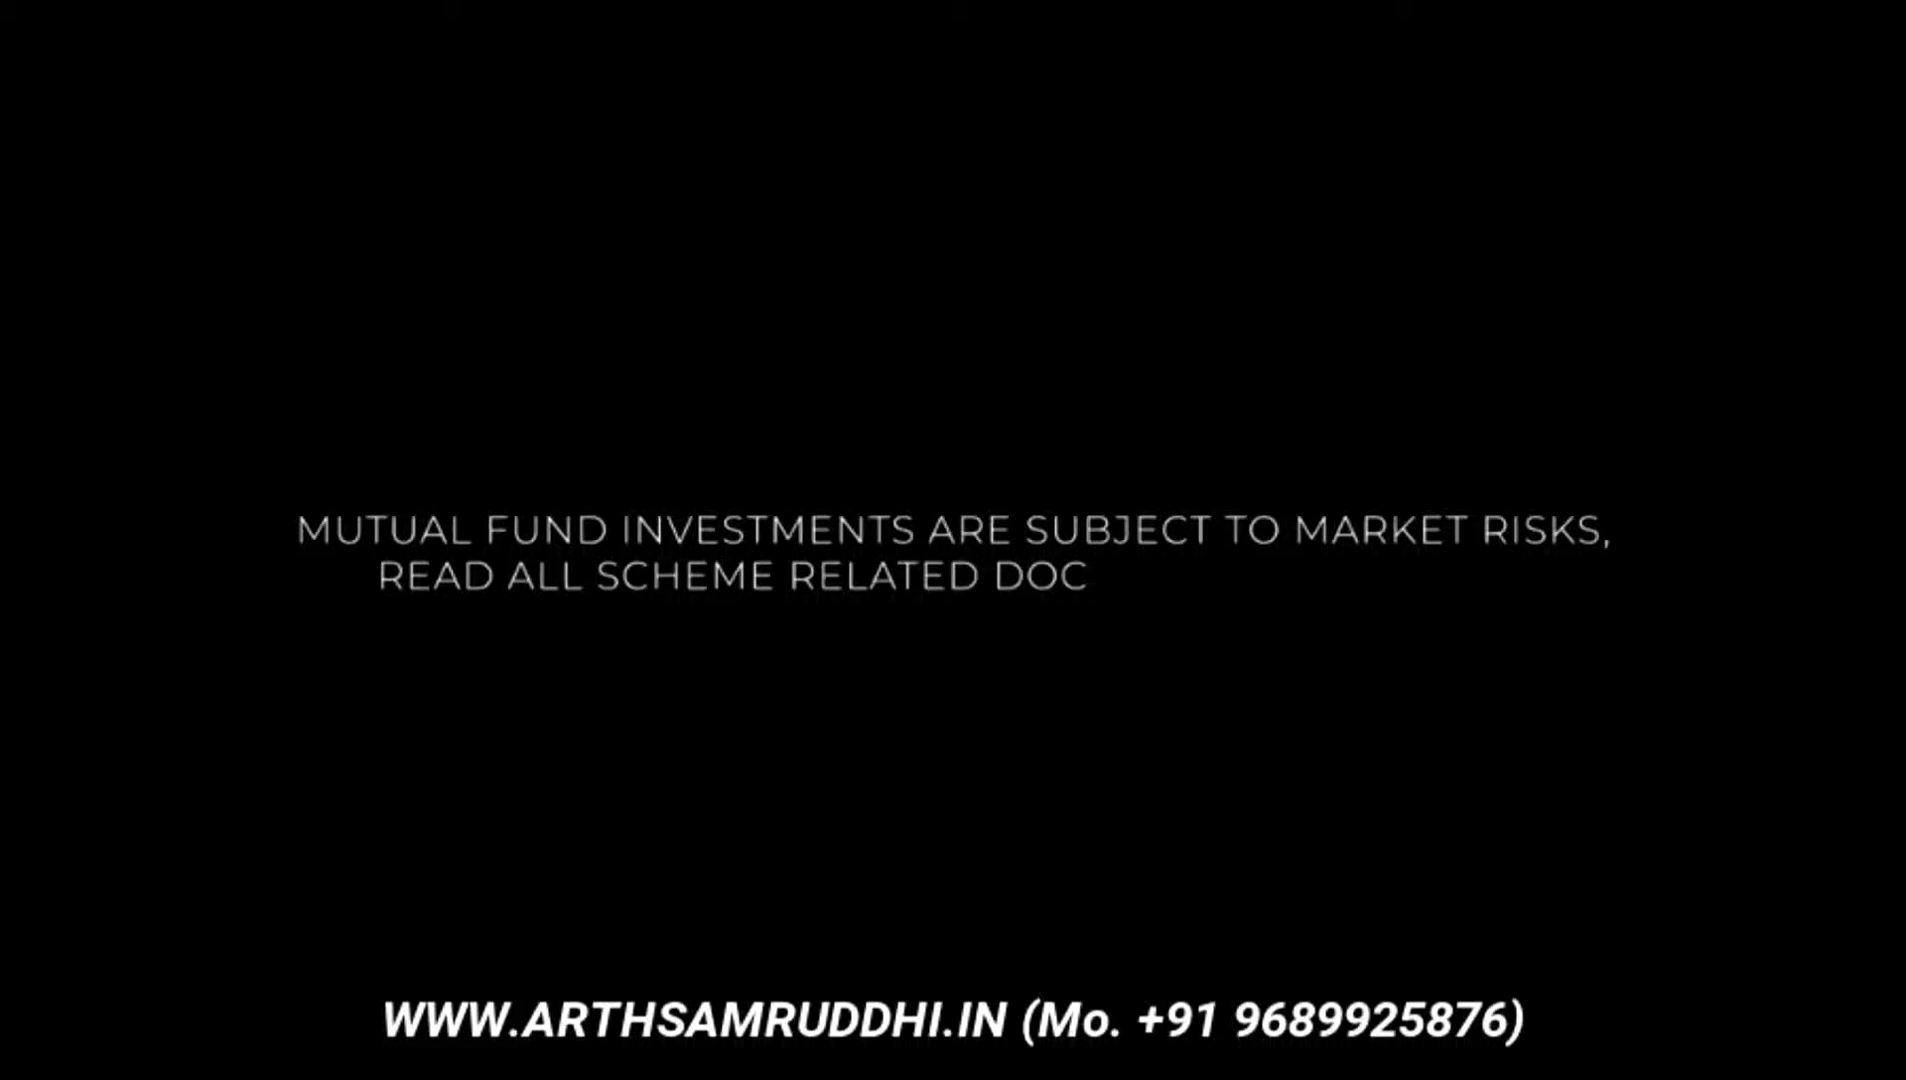 MUTUAL FUND INVESTMENTS ARE SUBJECT TO MARKET RISKS,
READ ALL SCHEME RELATED DOC
WWW.ARTHSAMRUDDHI.IN (Mo. +91 9689925876)